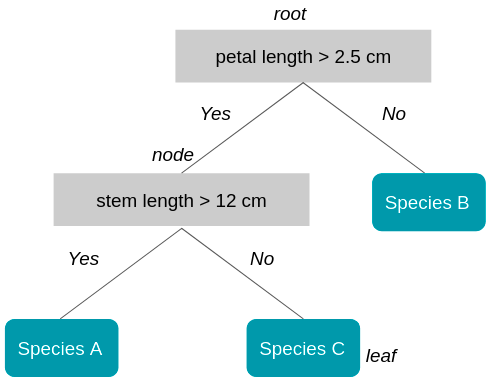 root
petal length > 2.5 cm
Yes
No
node
stem length > 12 cm
Species B
Yes
No
Species A
Species C
leaf